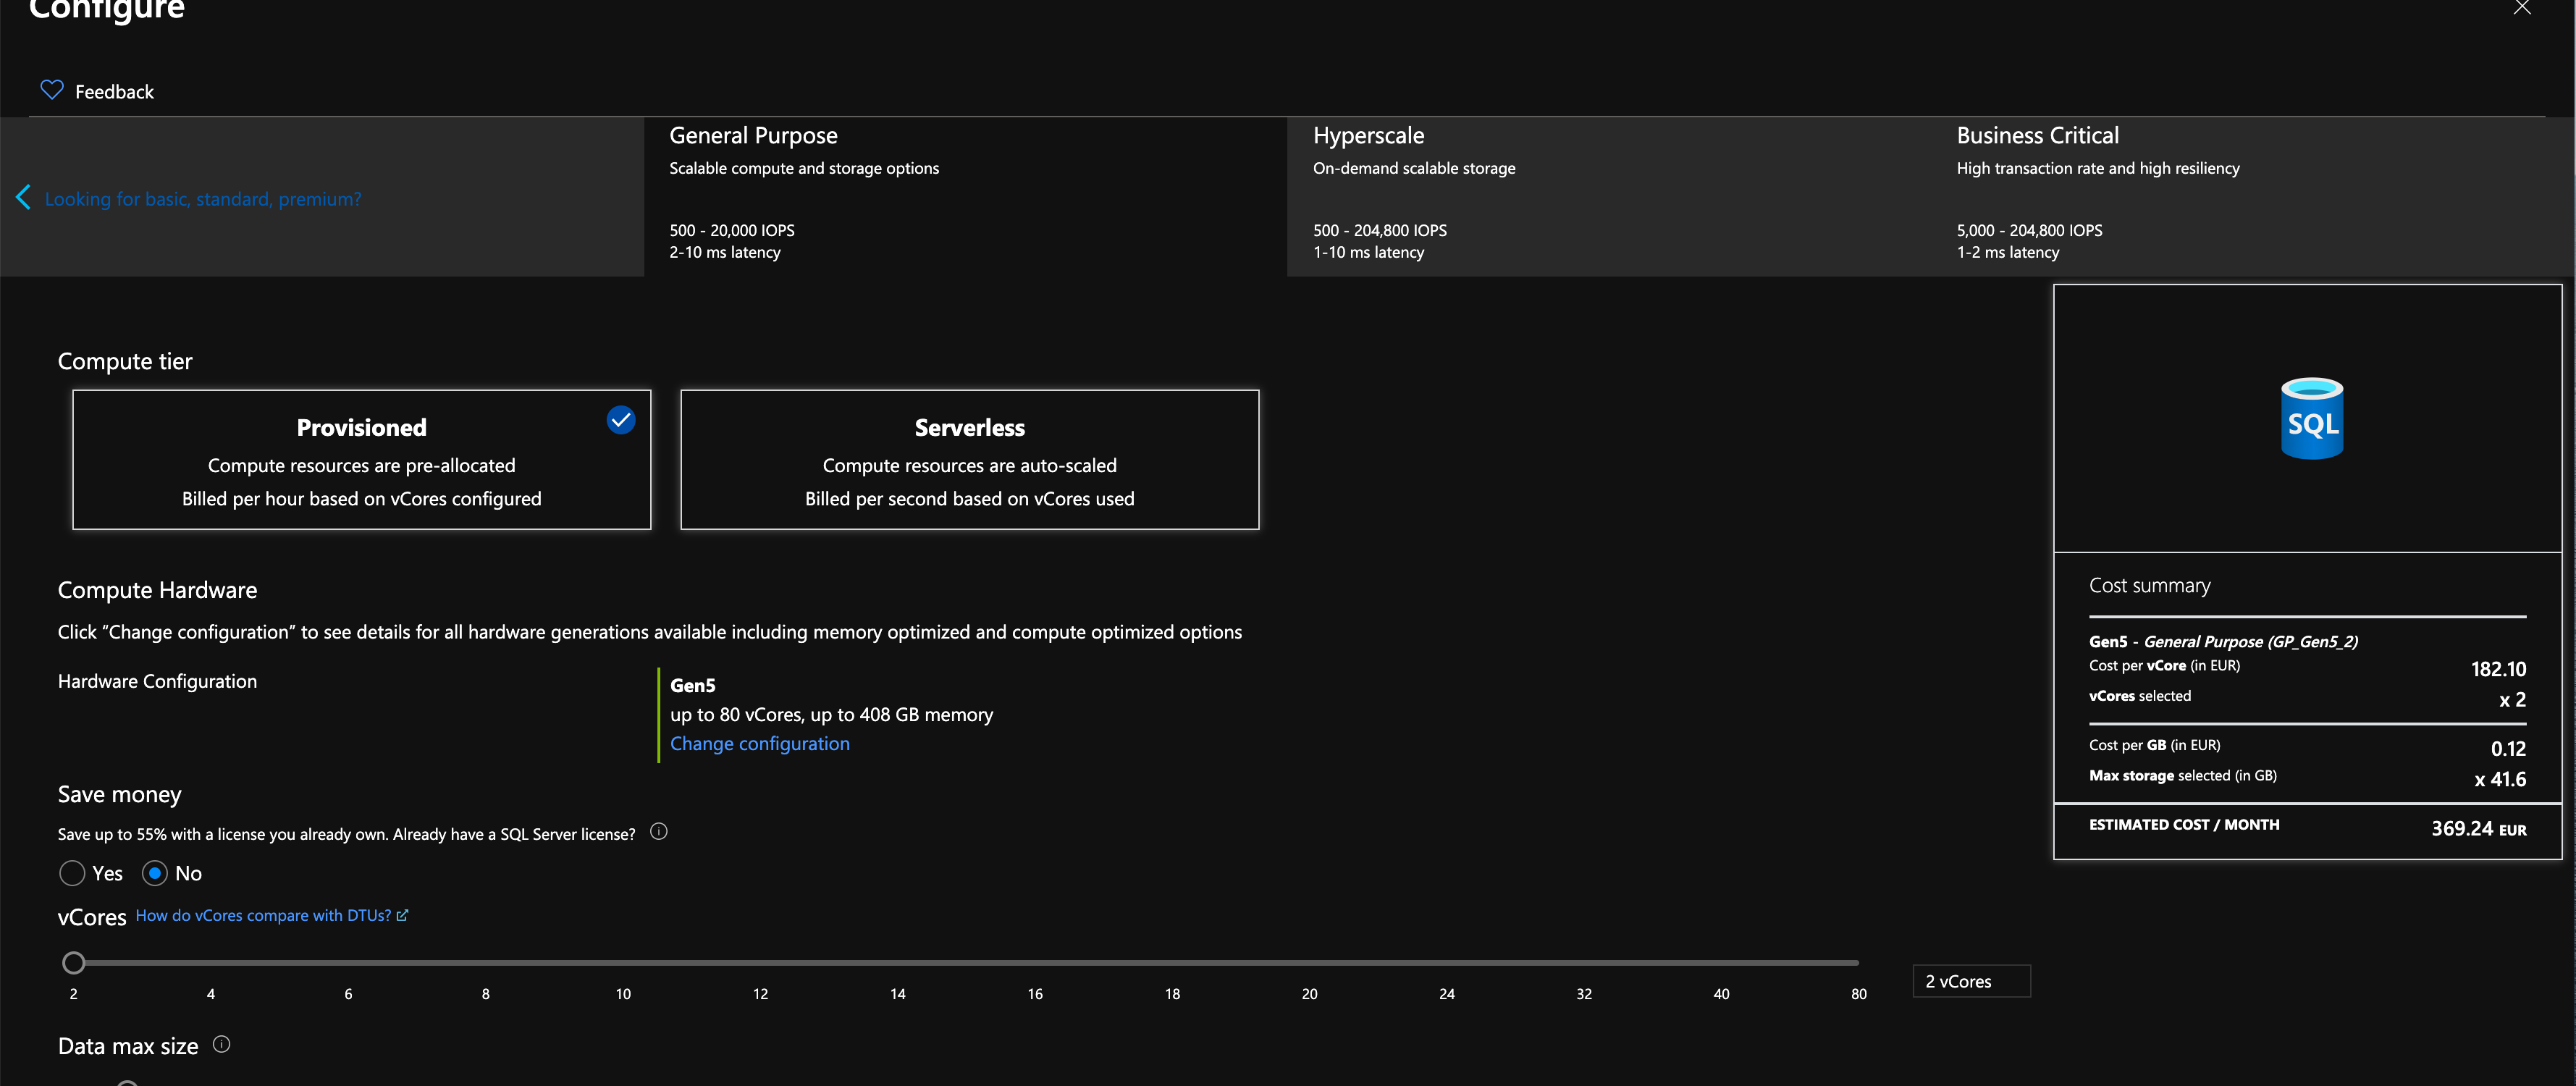 Configure
Feedback
Looking for basic, standard, premium?
General Purpose
Scalable compute and storage options
500 - 20,000 IOPS
2-10 ms latency
Hyperscale
On-demand scalable storage
500 - 204,800 IOPS
1-10 ms latency
Business Critical
High transaction rate and high resiliency
5,000 - 204,800 IOPS
1-2 ms latency
Compute tier
Provisioned
Compute resources are pre-allocated
Billed per hour based on vCores configured
Serverless
Compute resources are auto-scaled
Billed per second based on vCores used
Compute Hardware
Click “Change configuration” to see details for all hardware generations available including memory optimized and compute optimized options
Hardware Configuration
Gen5
up to 80 vCores, up to 408 GB memory
Change configuration
Save money
Save up to 55% with a license you already own. Already have a SQL Server license?
Yes No
vCores How do vCores compare with DTUs?
2 4 6 8 10 12 14 16 18 20 24 32 40 80
2 vCores
Data max size
SQL
Cost summary
Gen5 - General Purpose (GP_Gen5_2)
Cost per vCore (in EUR) 182.10
vCores selected x 2
Cost per GB (in EUR) 0.12
Max storage selected (in GB) x 41.6
ESTIMATED COST / MONTH 369.24 EUR